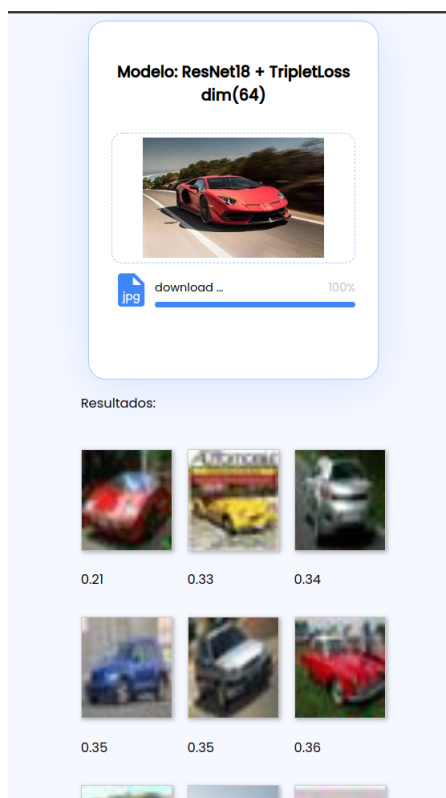 Modelo: ResNet18 + TripletLoss
dim(64)
jpg
download ...
100%
Resultados:
AUTOMOBILE
0.21
0.33
0.34
0.35
0.35
0.36